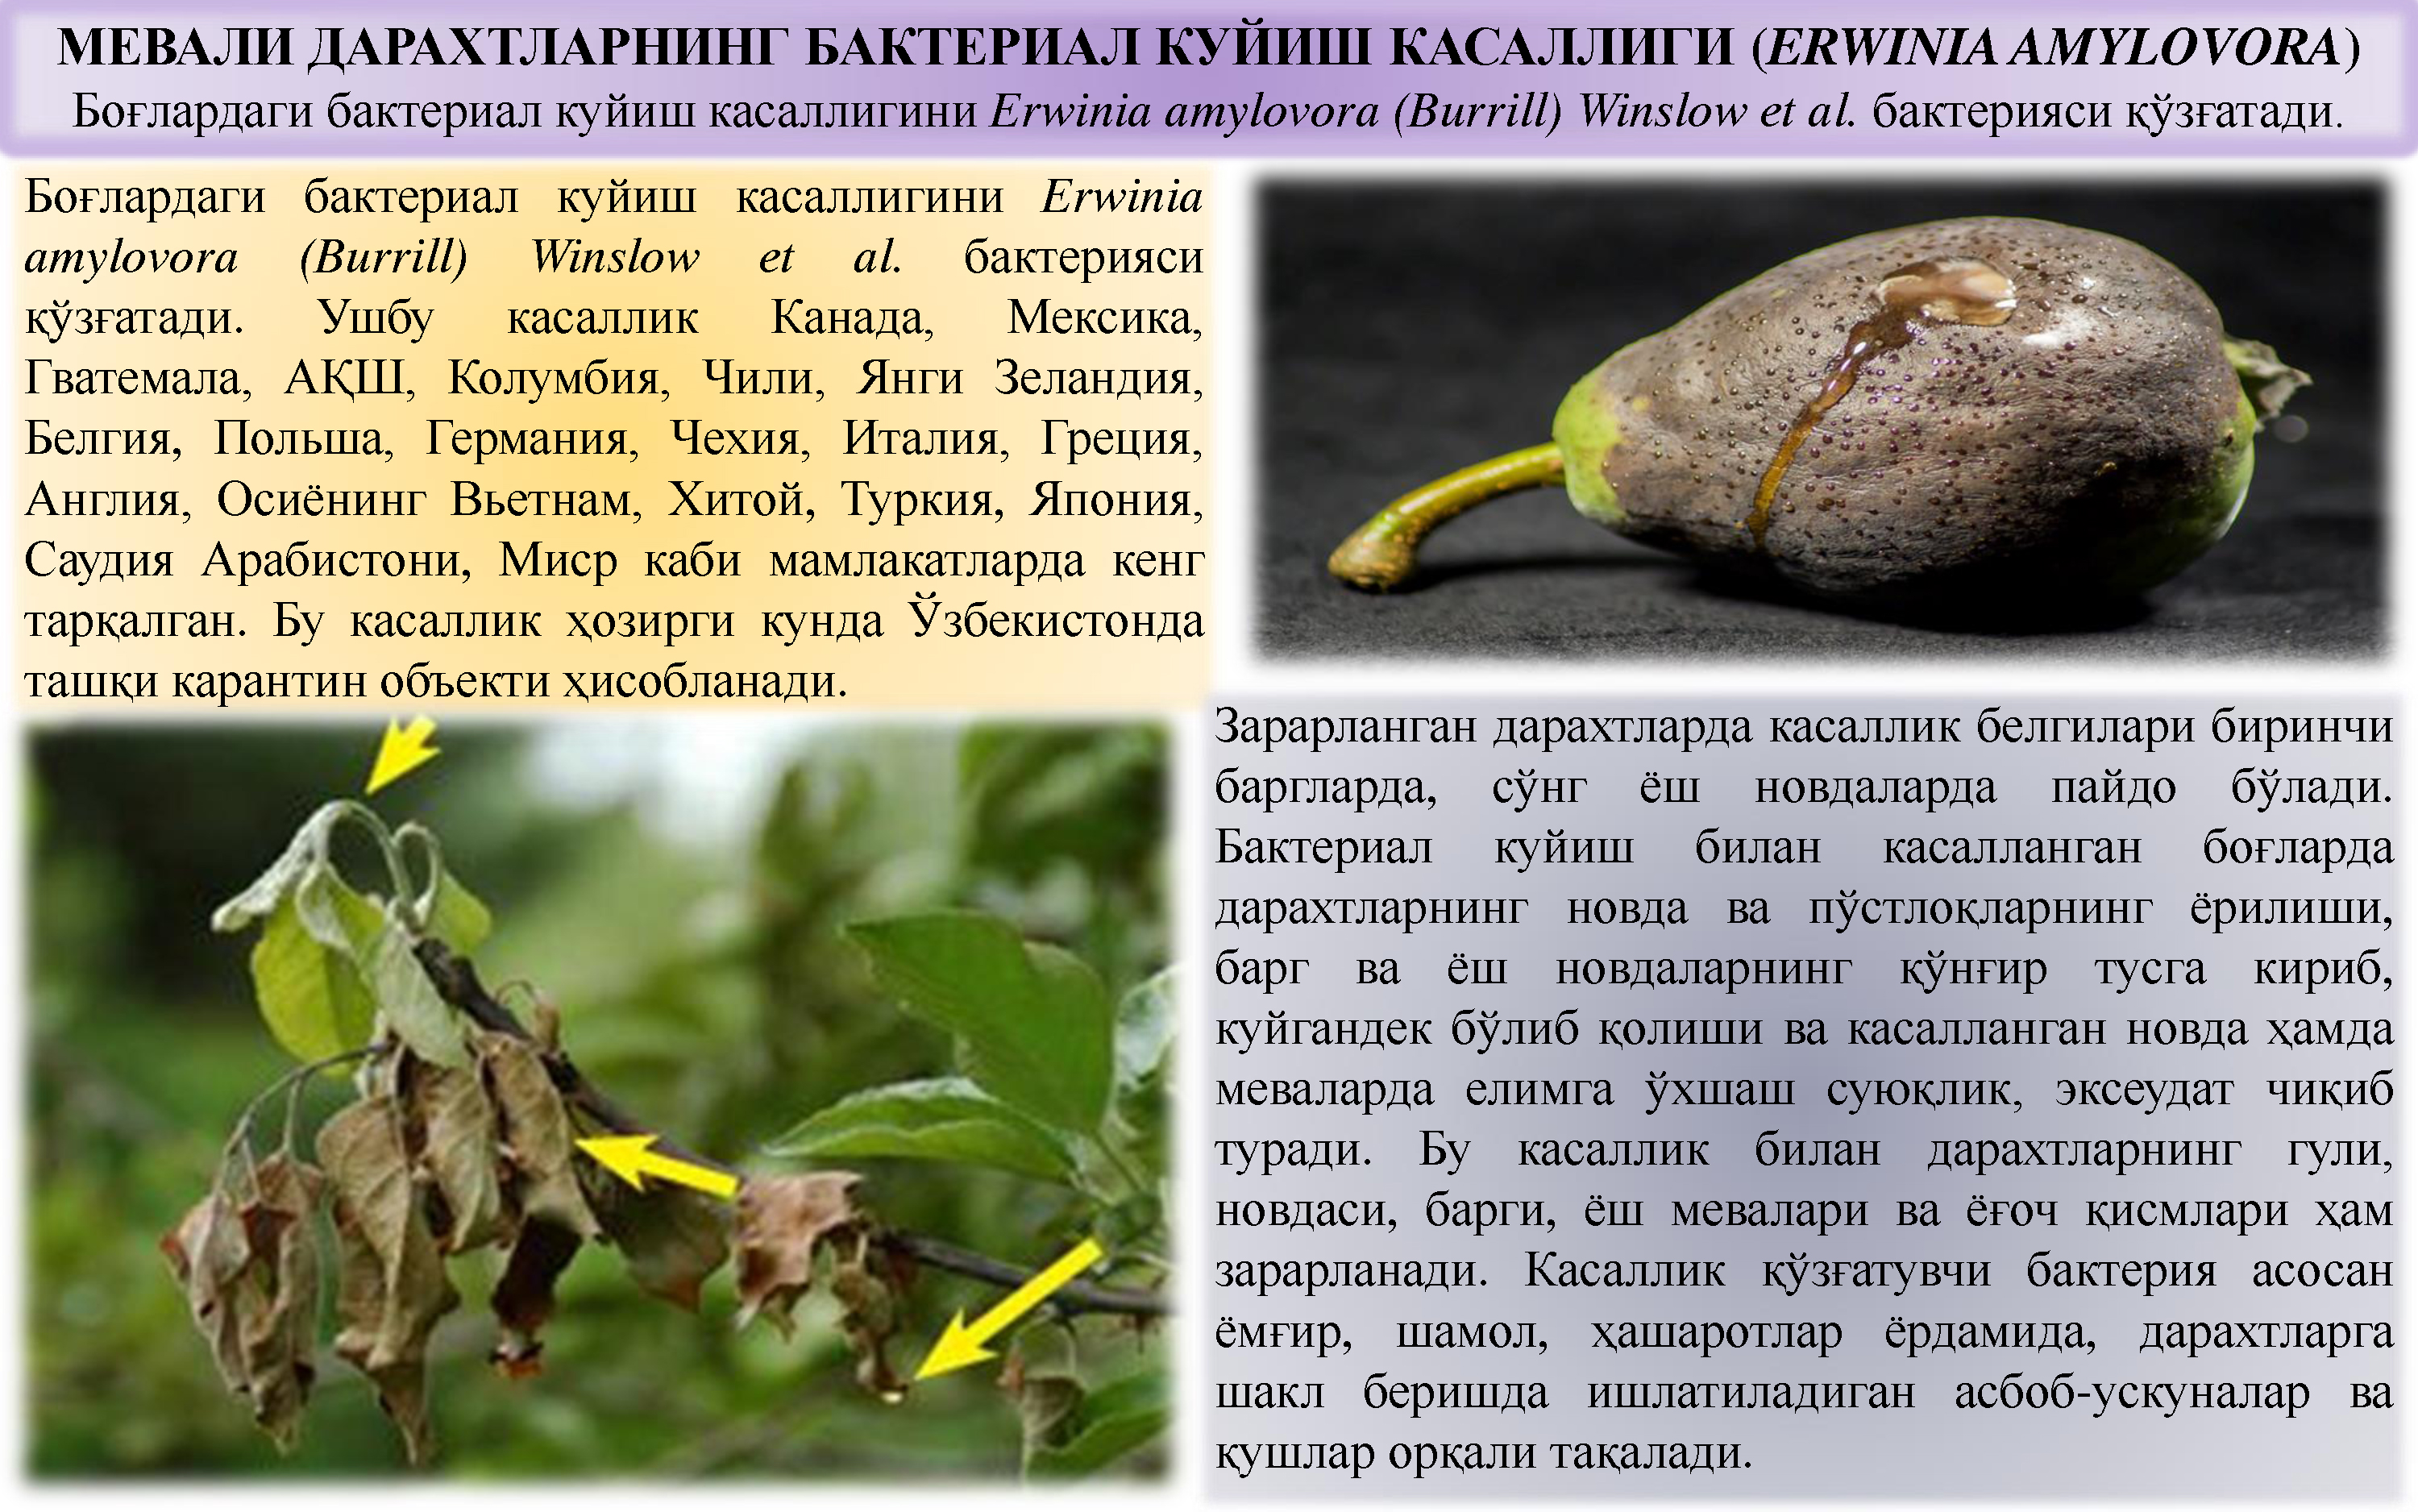 МЕВАЛИ ДАРАХТЛАРНИНГ БАКТЕРИАЛ КУЙИШ КАСАЛЛИГИ (ERWINIA AMYLOVORA)
Боғлардаги бактериал куйиш касаллигини Erwinia amylovora (Burrill) Winslow et al. бактерияси қўзғатади.
Боғлардаги бактериал куйиш касаллигини Erwinia
amylovora (Burrill) Winslow et al. бактерияси
қўзғатади. Ушбу касаллик Канада, Мексика,
Гватемала, АҚШ, Колумбия, Чили, Янги Зеландия,
Белгия, Польша, Германия, Чехия, Италия, Греция,
Англия, Осиёнинг Вьетнам, Хитой, Туркия, Япония,
Саудия Арабистони, Миср каби мамлакатларда кенг
тарқалган. Бу касаллик ҳозирги кунда Ўзбекистонда
ташқи карантин объекти ҳисобланади.
Зарарланган дарахтларда касаллик белгилари биринчи
баргларда, сўнг ёш новдаларда пайдо бўлади.
Бактериал куйиш билан касалланган боғларда
дарахтларнинг новда ва пўстлоқларнинг ёрилиши,
барг ва ёш новдаларнинг қўнғир тусга кириб,
куйгандек бўлиб қолиши ва касалланган новда ҳамда
меваларда елимга ўхшаш суюқлик, эксеудат чиқиб
туради. Бу касаллик билан дарахтларнинг гули,
новдаси, барги, ёш мевалари ва ёғоч қисмлари ҳам
зарарланади. Касаллик қўзғатувчи бактерия асосан
ёмғир, шамол, ҳашаротлар ёрдамида, дарахтларга
шакл беришда ишлатиладиган асбоб-ускуналар ва
қушлар орқали тақалади.